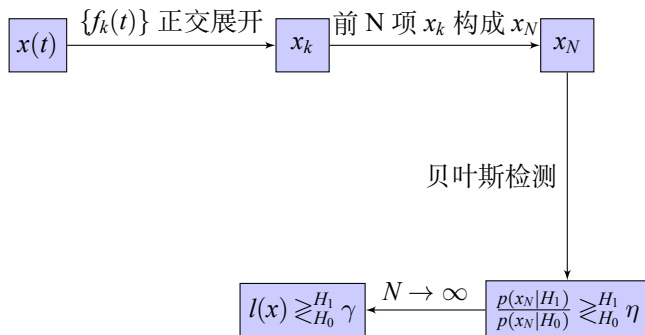 {f_k(t)} 正交展开
前 N 项 x_k 构成 x_N
x(t)
x_k
x_N
贝叶斯检测
l(x) ≷^{H_1}_{H_0} γ
N → ∞
\frac{p(x_N|H_1)}{p(x_N|H_0)} ≷^{H_1}_{H_0} η